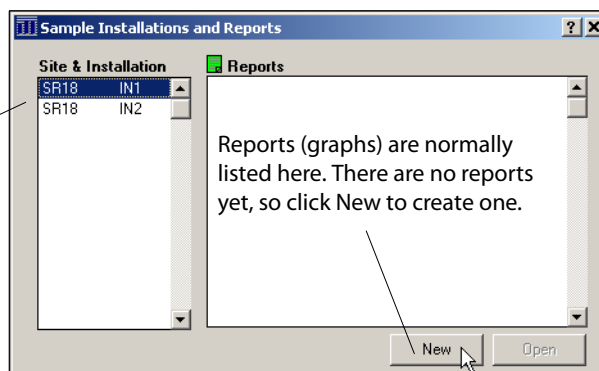 Sample Installations and Reports
Site & Installation
Reports
SR18 IN1
SR18 IN2
Reports (graphs) are normally
listed here. There are no reports
yet, so click New to create one.
New
Open